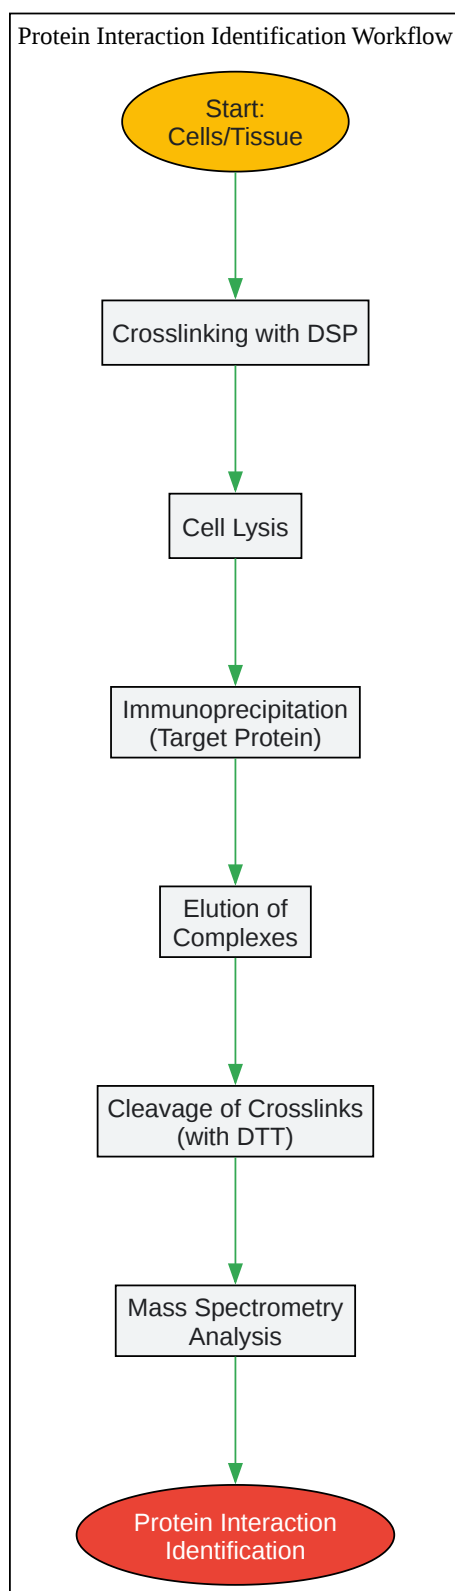 Protein Interaction Identification Workflow
Start:
Cells/Tissue
Crosslinking with DSP
Cell Lysis
Immunoprecipitation
(Target Protein)
Elution of
Complexes
Cleavage of Crosslinks
(with DTT)
Mass Spectrometry
Analysis
Protein Interaction
Identification